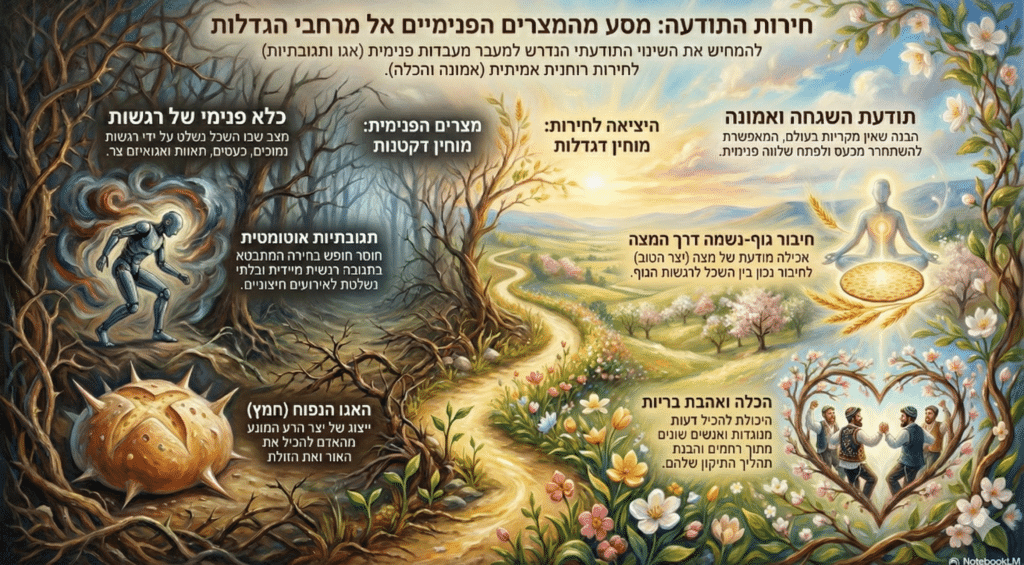 חירות התודעה: מסע מהמצרים הפנימיים אל מרחבי הגדלות
להמחיש את השינוי התודעתי הנדרש למעבר מעבדות פנימית (אגו ותגובתיות)
לחירות רוחנית אמיתית (אמונה והכלה).
תודעת השגחה ואמונה
הבנה שאין מקריות בעולם, המאפשרת
להשתחרר מכעס ולפתח שלווה פנימית.
היציאה לחירות:
מוחין דגדלות
מצרים הפנימית:
מוחין דקטנות
כלא פנימי של רגשות
מצב שבו השכל נשלט על ידי רגשות
נמוכים, כעסים, תאוות ואגואיזם צר.
חיבור גוף-נשמה דרך המצה
אכילה מודעת של מצה (יצר הטוב)
לחיבור נכון בין השכל לרגשות הגוף.
תגובתיות אוטומטית
חוסר חופש בחירה המתבטא
בתגובה רגשית מיידית ובלתי
נשלטת לאירועים חיצוניים.
הכלה ואהבת בריות
היכולת להכיל דעות
מנוגדות ואנשים שונים
מתוך רחמים והבנת
תהליך התיקון שלהם.
האגו הנפוח (חמץ)
ייצוג של יצר הרע המונע
מהאדם להכיל את
האור ואת הזולת
NotebookLM